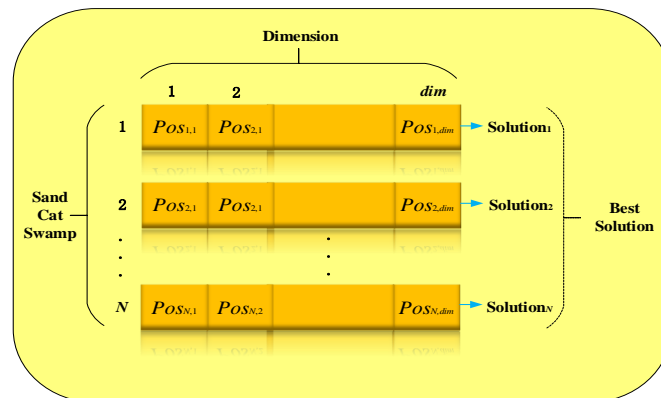 Dimension
1 2 dim
1 Pos1,1 Pos2,1 Pos1,dim Solution1
Sand
Cat
Swamp
2 Pos2,1 Pos2,1 Pos2,dim Solution2
Best
Solution
N PosN,1 PosN,2 PosN,dim SolutionN